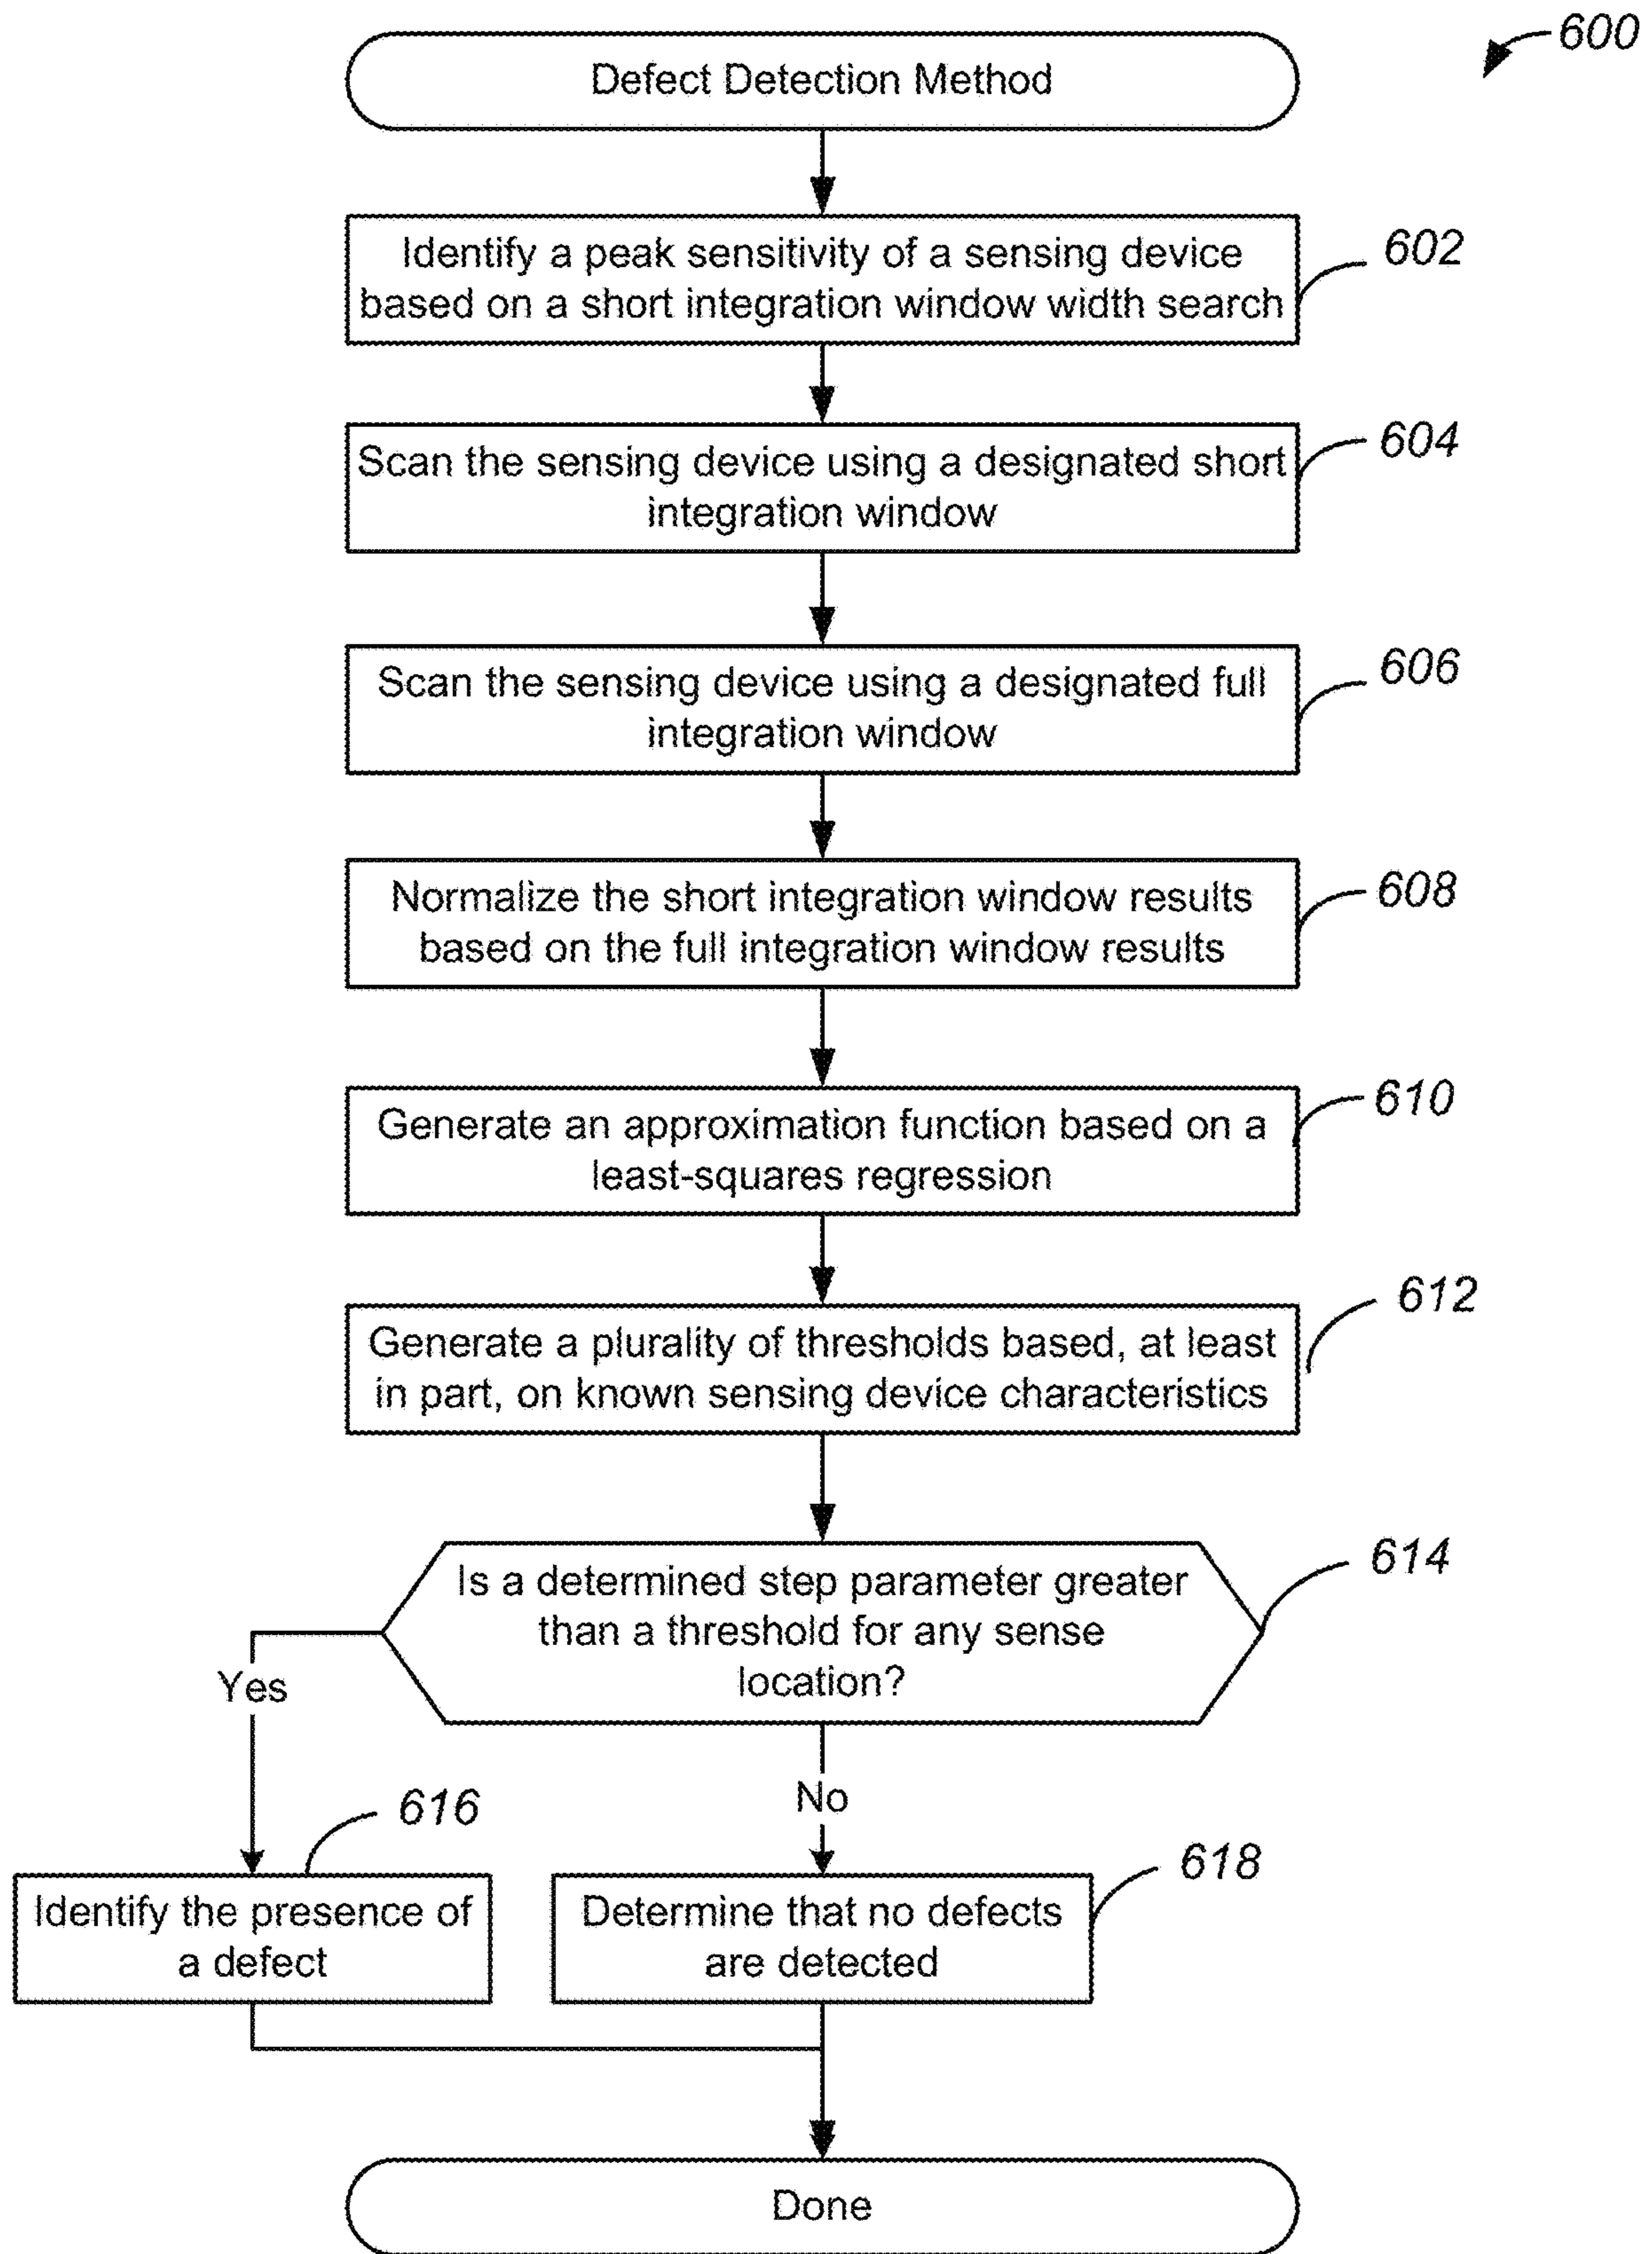 600
Defect Detection Method
Identify a peak sensitivity of a sensing device
based on a short integration window width search
602
Scan the sensing device using a designated short
integration window
604
Scan the sensing device using a designated full
integration window
606
Normalize the short integration window results
based on the full integration window results
608
Generate an approximation function based on a
least-squares regression
610
Generate a plurality of thresholds based, at least
in part, on known sensing device characteristics
612
Is a determined step parameter greater
than a threshold for any sense
location?
614
Yes
No
616
Identify the presence of
a defect
618
Determine that no defects
are detected
Done